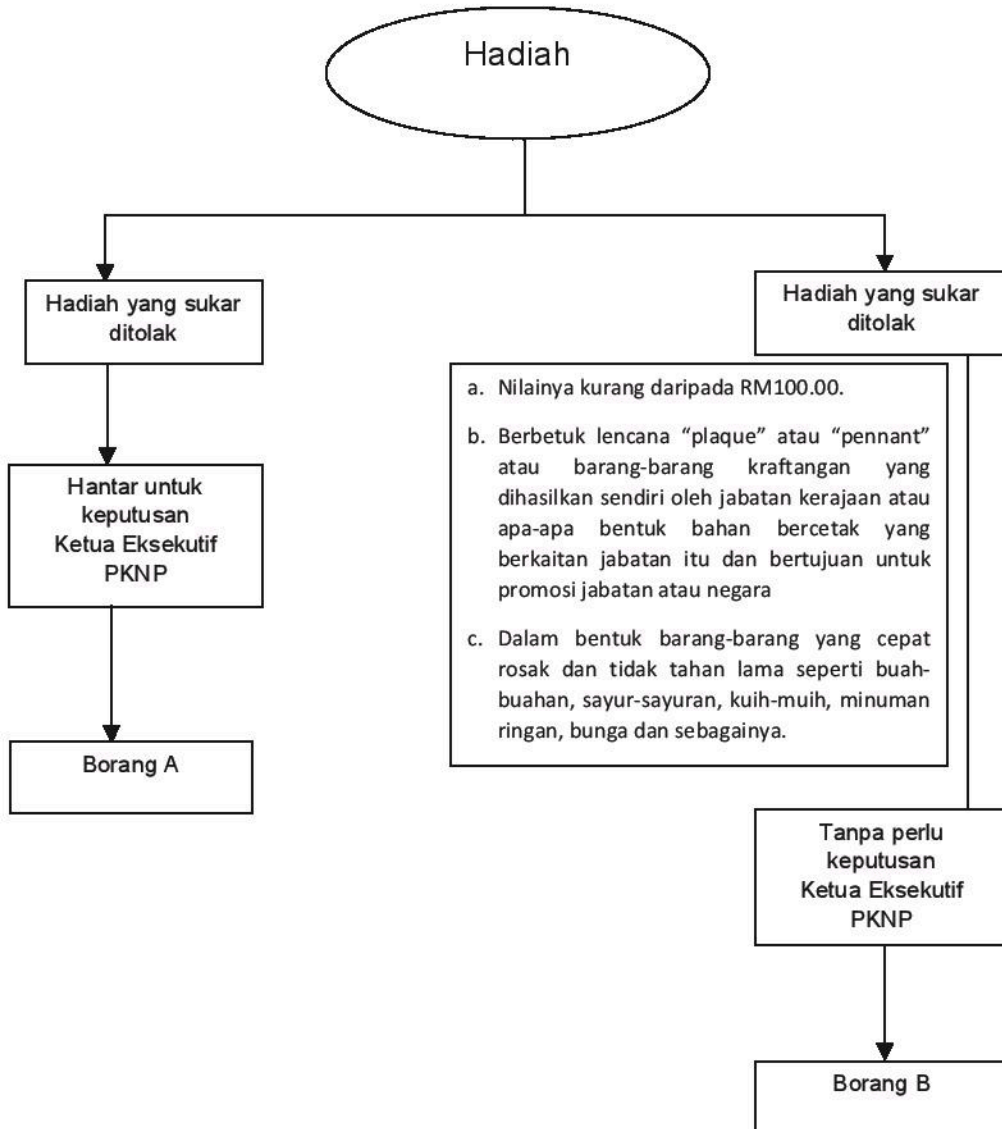 Hadiah
Hadiah yang sukar
ditolak
Hantar untuk
keputusan
Ketua Eksekutif
PKNP
Borang A
Hadiah yang sukar
ditolak
a. Nilainya kurang daripada RM100.00.
b. Berbetuk lencana “plaque” atau “pennant”
atau barang-barang kraftangan yang
dihasilkan sendiri oleh jabatan kerajaan atau
apa-apa bentuk bahan bercetak yang
berkaitan jabatan itu dan bertujuan untuk
promosi jabatan atau negara
c. Dalam bentuk barang-barang yang cepat
rosak dan tidak tahan lama seperti buah-
buahan, sayur-sayuran, kuih-muih, minuman
ringan, bunga dan sebagainya.
Tanpa perlu
keputusan
Ketua Eksekutif
PKNP
Borang B